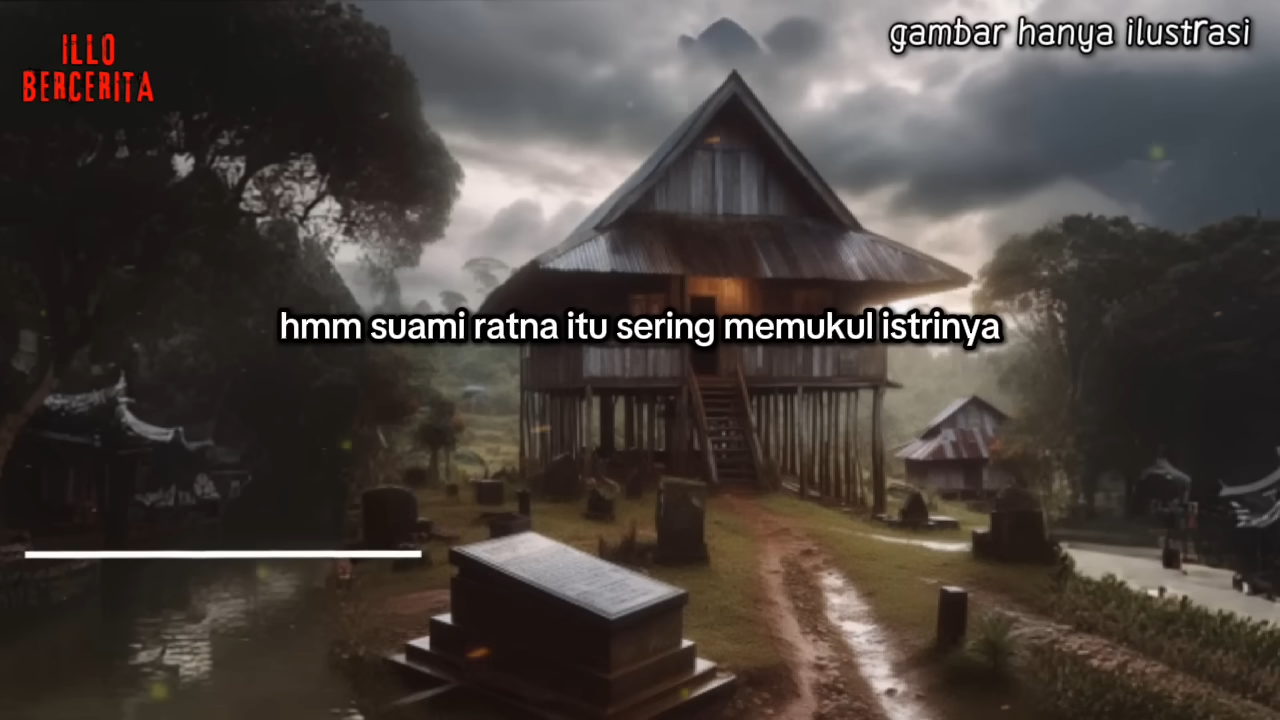 ILLO
BERCERITA
gambar hanya ilustrasi
hmm suami ratna itu sering memukul istrinya